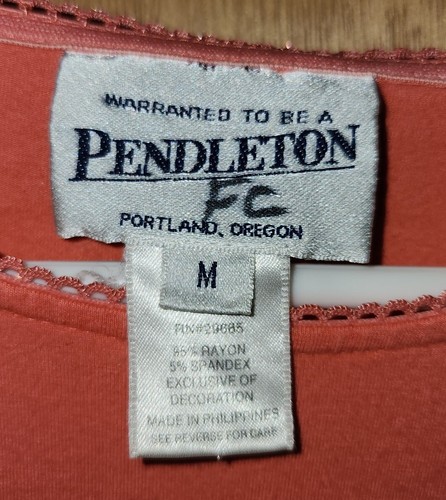 WARRANTED TO BE A
PENDLETON
FC
PORTLAND, OREGON
M
RN#29685
95% RAYON
5% SPANDEX
EXCLUSIVE OF
DECORATION
MADE IN PHILIPPINES
SEE REVERSE FOR CARE